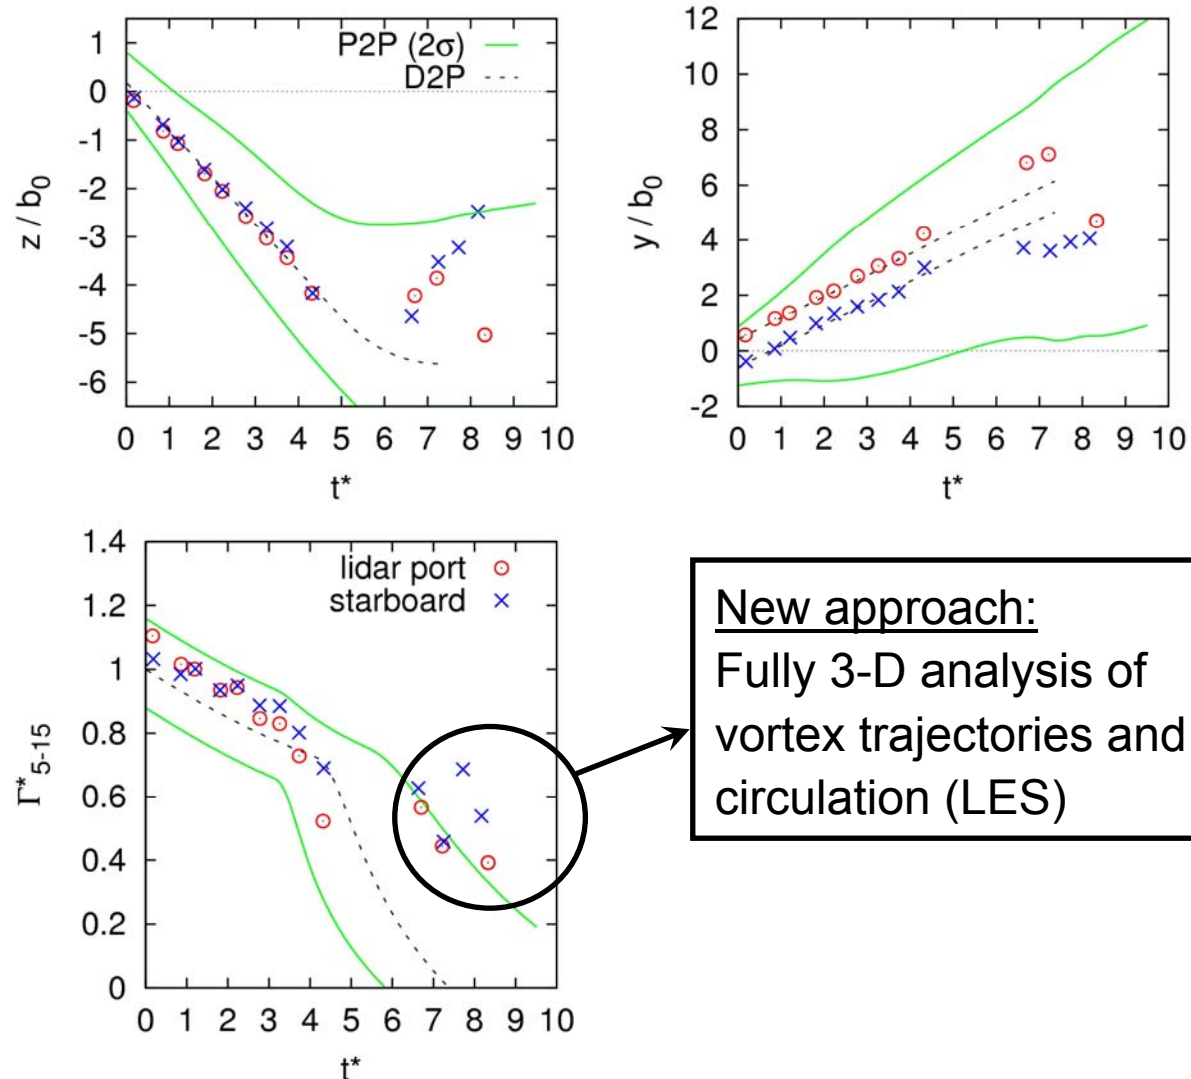 P2P (2σ)
D2P
1
0
-1
-2
-3
-4
-5
-6
z / b0
0 1 2 3 4 5 6 7 8 9 10
t*
12
10
8
6
4
2
0
-2
y / b0
0 1 2 3 4 5 6 7 8 9 10
t*
lidar port
starboard
1.4
1.2
1
0.8
0.6
0.4
0.2
0
Γ*5-15
0 1 2 3 4 5 6 7 8 9 10
t*
New approach:
Fully 3-D analysis of
vortex trajectories and
circulation (LES)